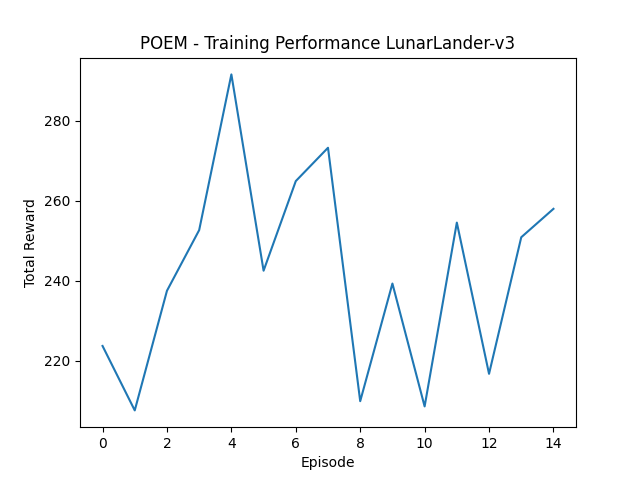 POEM - Training Performance LunarLander-v3
280
260
240
220
Total Reward
0 2 4 6 8 10 12 14
Episode